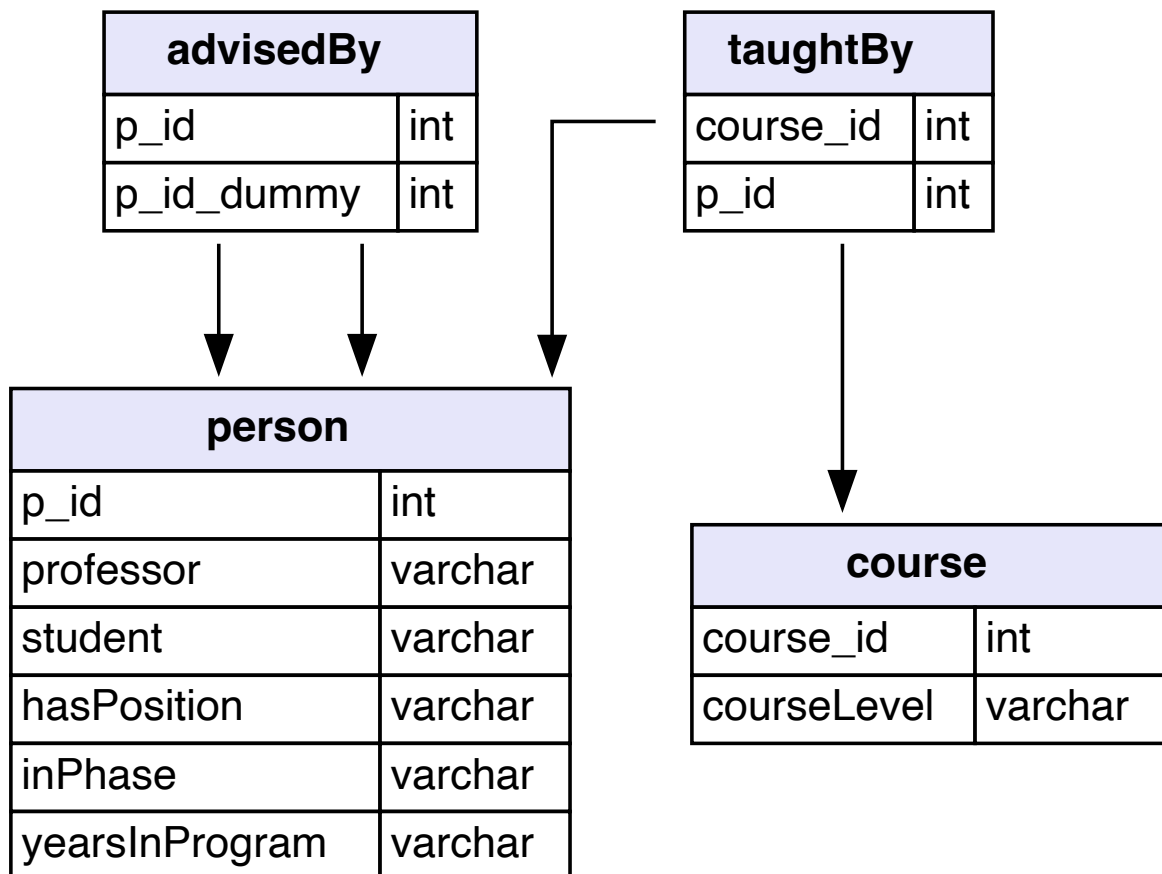 advisedBy
p_id int
p_id_dummy int
taughtBy
course_id int
p_id int
person
p_id int
professor varchar
student varchar
hasPosition varchar
inPhase varchar
yearsInProgram varchar
course
course_id int
courseLevel varchar